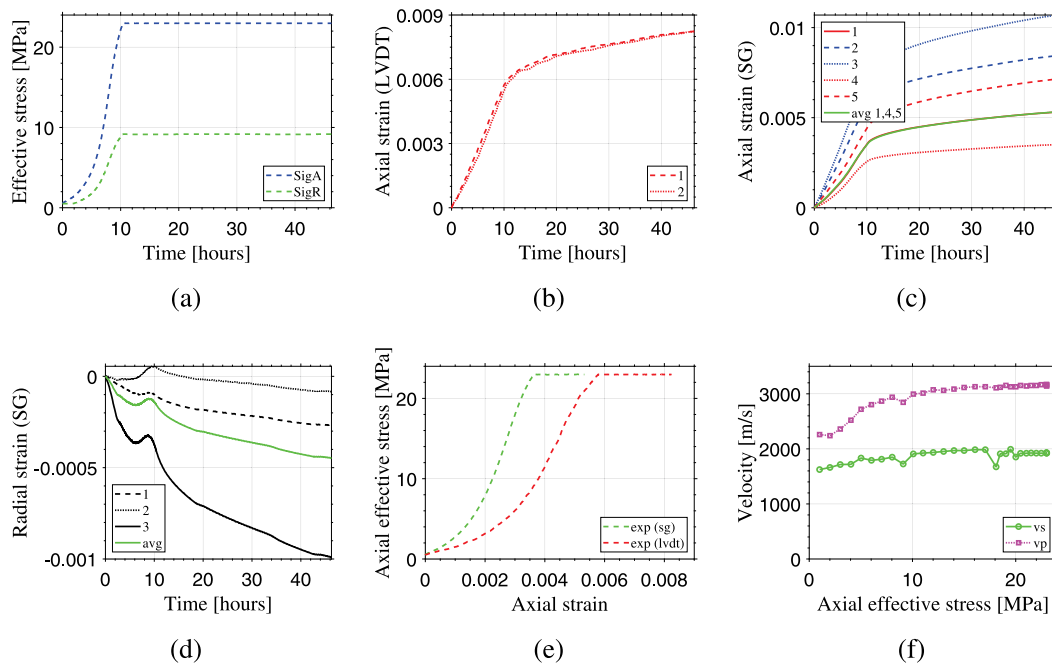 Effective stress [MPa]
20
10
0
0 10 20 30 40
Time [hours]
SigA
SigR
(a)
Axial strain (LVDT)
0.009
0.006
0.003
0
0 10 20 30 40
Time [hours]
1
2
(b)
Axial strain (SG)
0.01
0.005
0
0 10 20 30 40
Time [hours]
1
2
3
4
5
avg 1,4,5
(c)
Radial strain (SG)
0
-0.0005
-0.001
0 10 20 30 40
Time [hours]
1
2
3
avg
(d)
Axial effective stress [MPa]
20
10
0
0 0.002 0.004 0.006 0.008
Axial strain
exp (sg)
exp (lvdt)
(e)
Velocity [m/s]
3000
2000
1000
0
0 10 20
Axial effective stress [MPa]
vs
vp
(f)